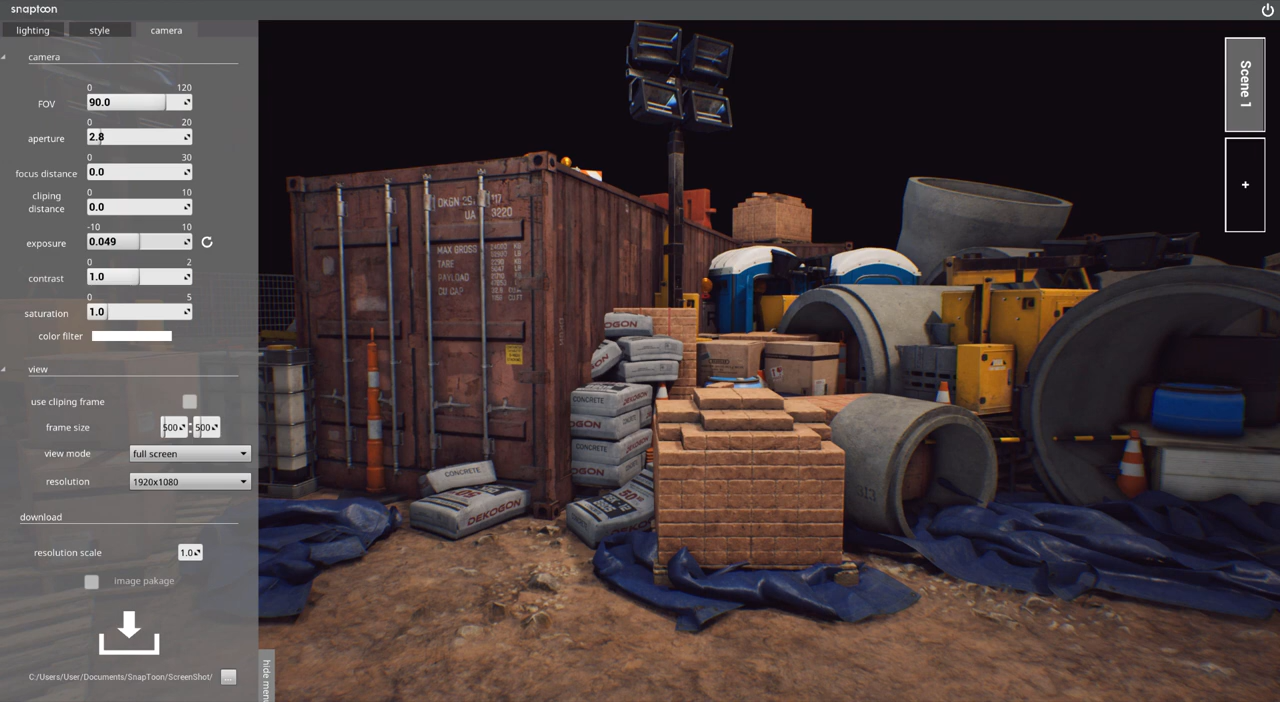 snaptoon
lighting style camera
camera
0 120
FOV 90.0
0 20
aperture 2.8
0 30
focus distance 0.0
0 10
cliping distance 0.0
-10 10
exposure 0.049
0 2
contrast 1.0
0 5
saturation 1.0
color filter
view
use cliping frame
frame size 500 : 500
view mode full screen
resolution 1920x1080
download
resolution scale 1.0
image pakage
C:/Users/User/Documents/SnapToon/ScreenShot/ ...
hide menu
Scene 1
+
UA 3220
MAX GROSS
TARE
PAYLOAD
CU CAP
CONCRETE
DEKOGON
CONCRETE
DEKOGON
313